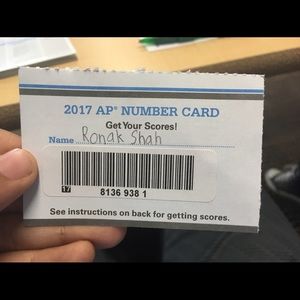 2017 AP® NUMBER CARD
Get Your Scores!
Name Ronak Shah
17
8136 938 1
See instructions on back for getting scores.